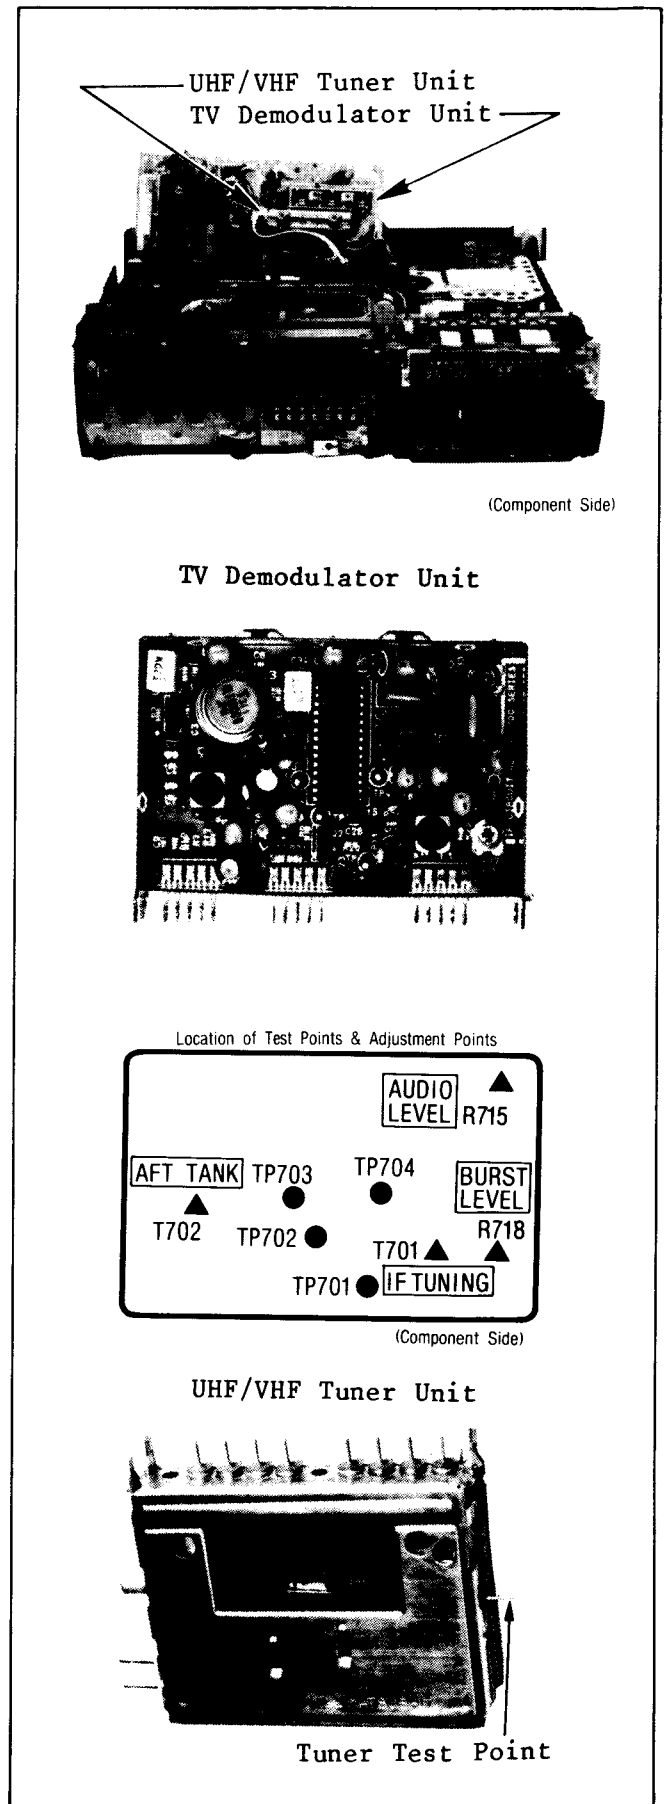 UHF/VHF Tuner Unit
TV Demodulator Unit
(Component Side)
TV Demodulator Unit
Location of Test Points & Adjustment Points
AUDIO
LEVEL
R715
AFT TANK
TP703
TP704
BURST
LEVEL
T702
TP702
T701
R718
TP701
IF TUNING
(Component Side)
UHF/VHF Tuner Unit
Tuner Test Point